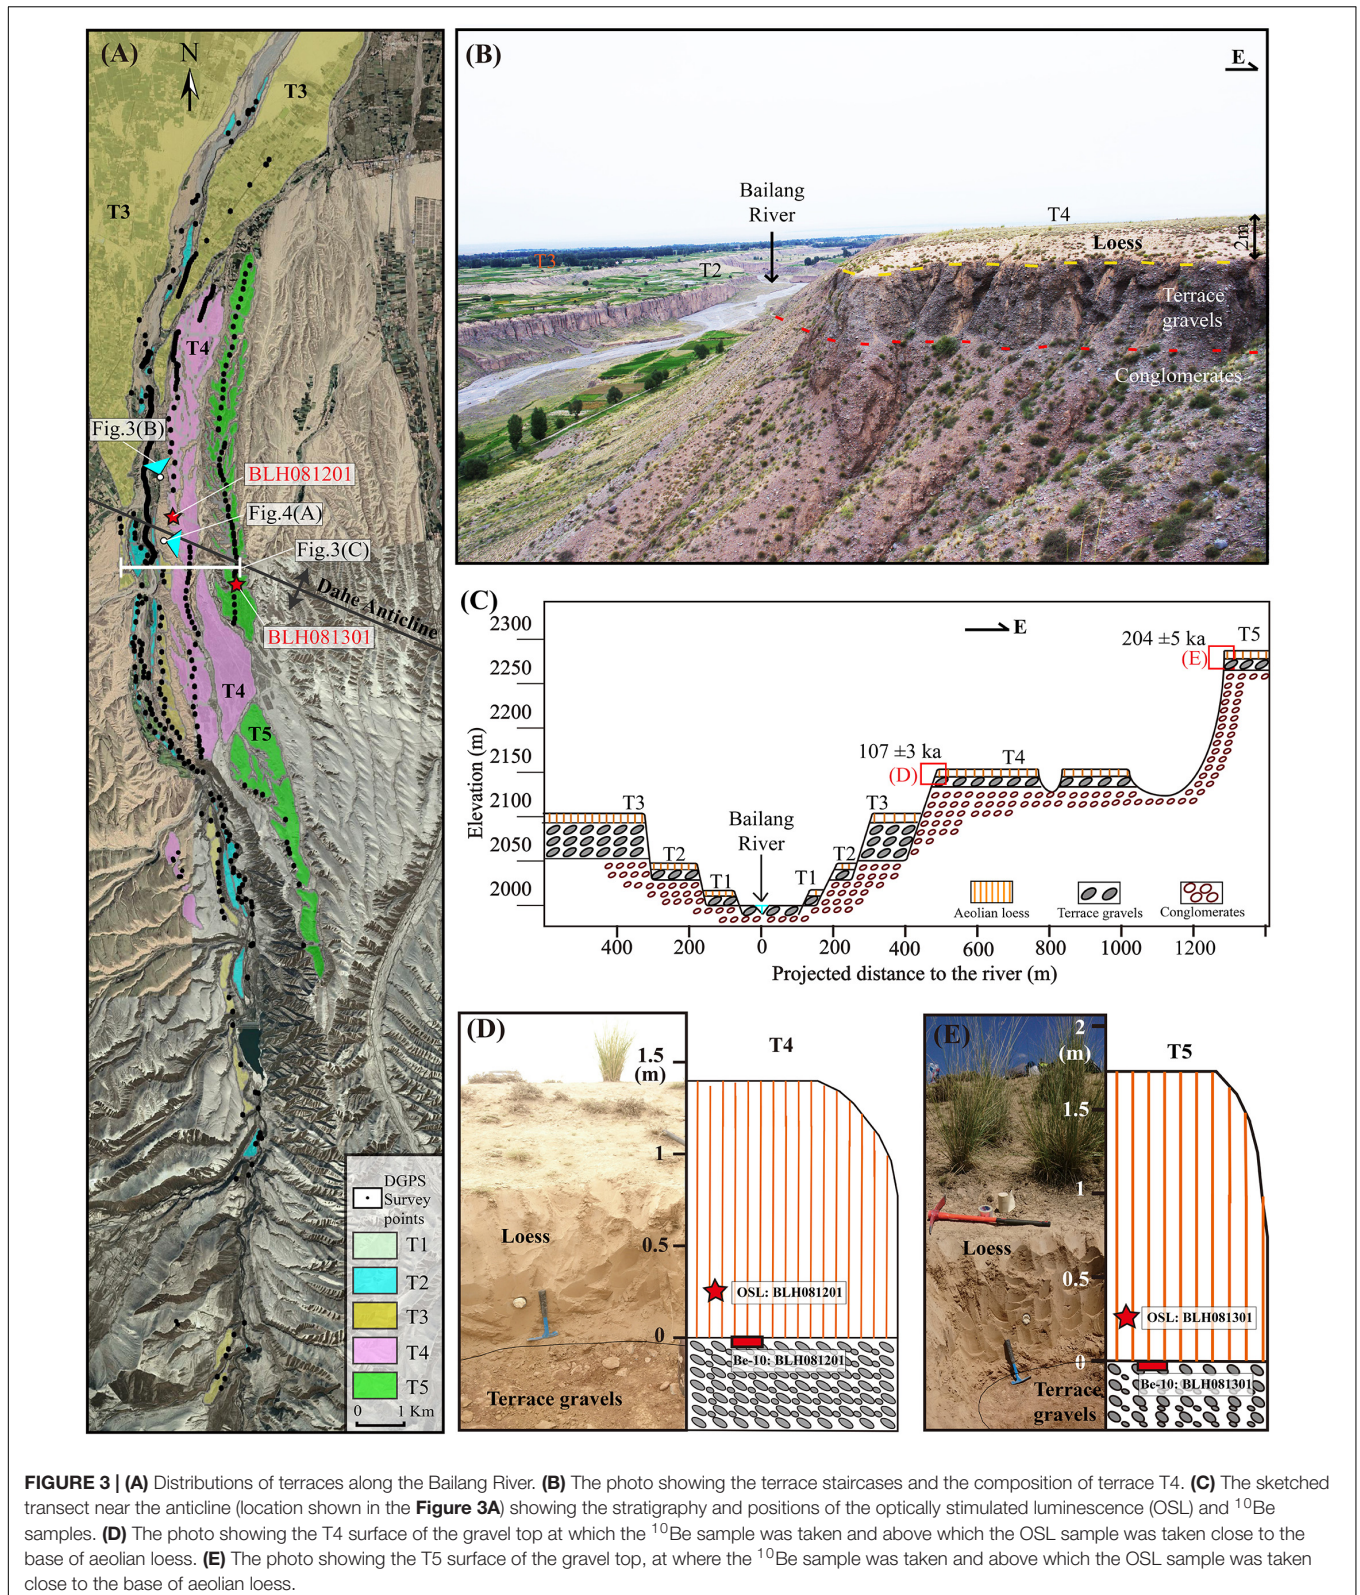 (A)
N
T3
T3
T4
Fig.3(B)
BLH081201
Fig.4(A)
Fig.3(C)
Dahe Anticline
BLH081301
T4
T5
DGPS
Survey
points
T1
T2
T3
T4
T5
0 1 Km
(B)
E
Bailang
River
T4
T3
T2
Loess
2m
Terrace
gravels
Conglomerates
(C)
2300
2250
2200
2150
2100
2050
2000
Elevation (m)
E
204 ±5 ka
T5
(E)
107 ±3 ka
(D)
T4
T3
Bailang
River
T3
T2
T1
T1
T2
Aeolian loess
Terrace gravels
Conglomerates
400 200 0 200 400 600 800 1000 1200
Projected distance to the river (m)
(D)
T4
1.5
(m)
1
0.5
0
Loess
Terrace gravels
OSL: BLH081201
Be-10: BLH081201
(E)
T5
2
(m)
1.5
1
0.5
0
Loess
Terrace
gravels
OSL: BLH081301
Be-10: BLH081301
FIGURE 3 | (A) Distributions of terraces along the Bailang River. (B) The photo showing the terrace staircases and the composition of terrace T4. (C) The sketched
transect near the anticline (location shown in the Figure 3A) showing the stratigraphy and positions of the optically stimulated luminescence (OSL) and ¹⁰Be
samples. (D) The photo showing the T4 surface of the gravel top at which the ¹⁰Be sample was taken and above which the OSL sample was taken close to the
base of aeolian loess. (E) The photo showing the T5 surface of the gravel top, at where the ¹⁰Be sample was taken and above which the OSL sample was taken
close to the base of aeolian loess.